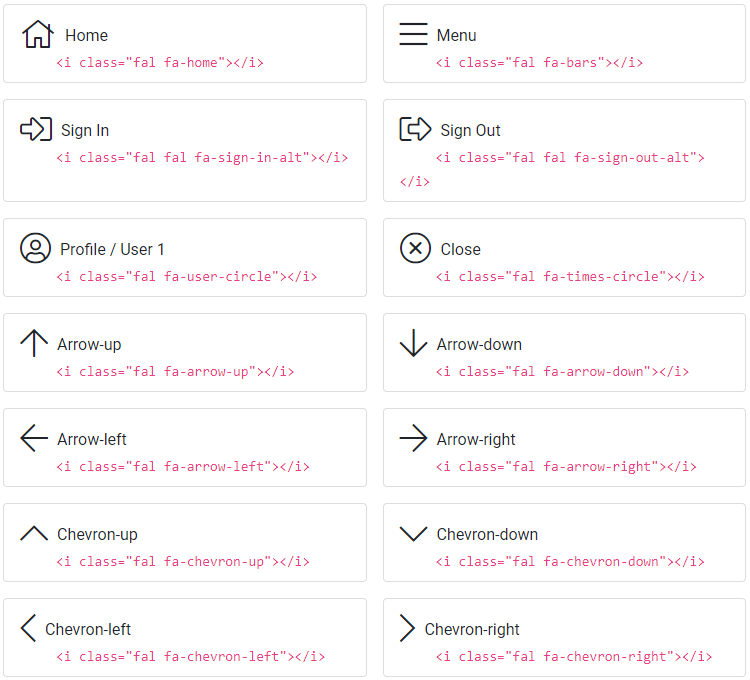 Home
<i class="fal fa-home"></i>
Menu
<i class="fal fa-bars"></i>
Sign In
<i class="fal fal fa-sign-in-alt"></i>
Sign Out
<i class="fal fal fa-sign-out-alt">
</i>
Profile / User 1
<i class="fal fa-user-circle"></i>
Close
<i class="fal fa-times-circle"></i>
Arrow-up
<i class="fal fa-arrow-up"></i>
Arrow-down
<i class="fal fa-arrow-down"></i>
Arrow-left
<i class="fal fa-arrow-left"></i>
Arrow-right
<i class="fal fa-arrow-right"></i>
Chevron-up
<i class="fal fa-chevron-up"></i>
Chevron-down
<i class="fal fa-chevron-down"></i>
Chevron-left
<i class="fal fa-chevron-left"></i>
Chevron-right
<i class="fal fa-chevron-right"></i>